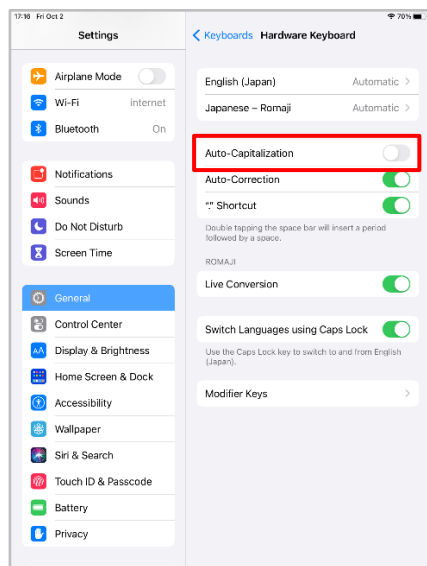 17:16 Fri Oct 2
70%
Settings
Airplane Mode
Wi-Fi internet
Bluetooth On
Notifications
Sounds
Do Not Disturb
Screen Time
General
Control Center
Display & Brightness
Home Screen & Dock
Accessibility
Wallpaper
Siri & Search
Touch ID & Passcode
Battery
Privacy
Keyboards Hardware Keyboard
English (Japan) Automatic
Japanese – Romaji Automatic
Auto-Capitalization
Auto-Correction
“.” Shortcut
Double tapping the space bar will insert a period
followed by a space.
ROMAJI
Live Conversion
Switch Languages using Caps Lock
Use the Caps Lock key to switch to and from English
(Japan).
Modifier Keys